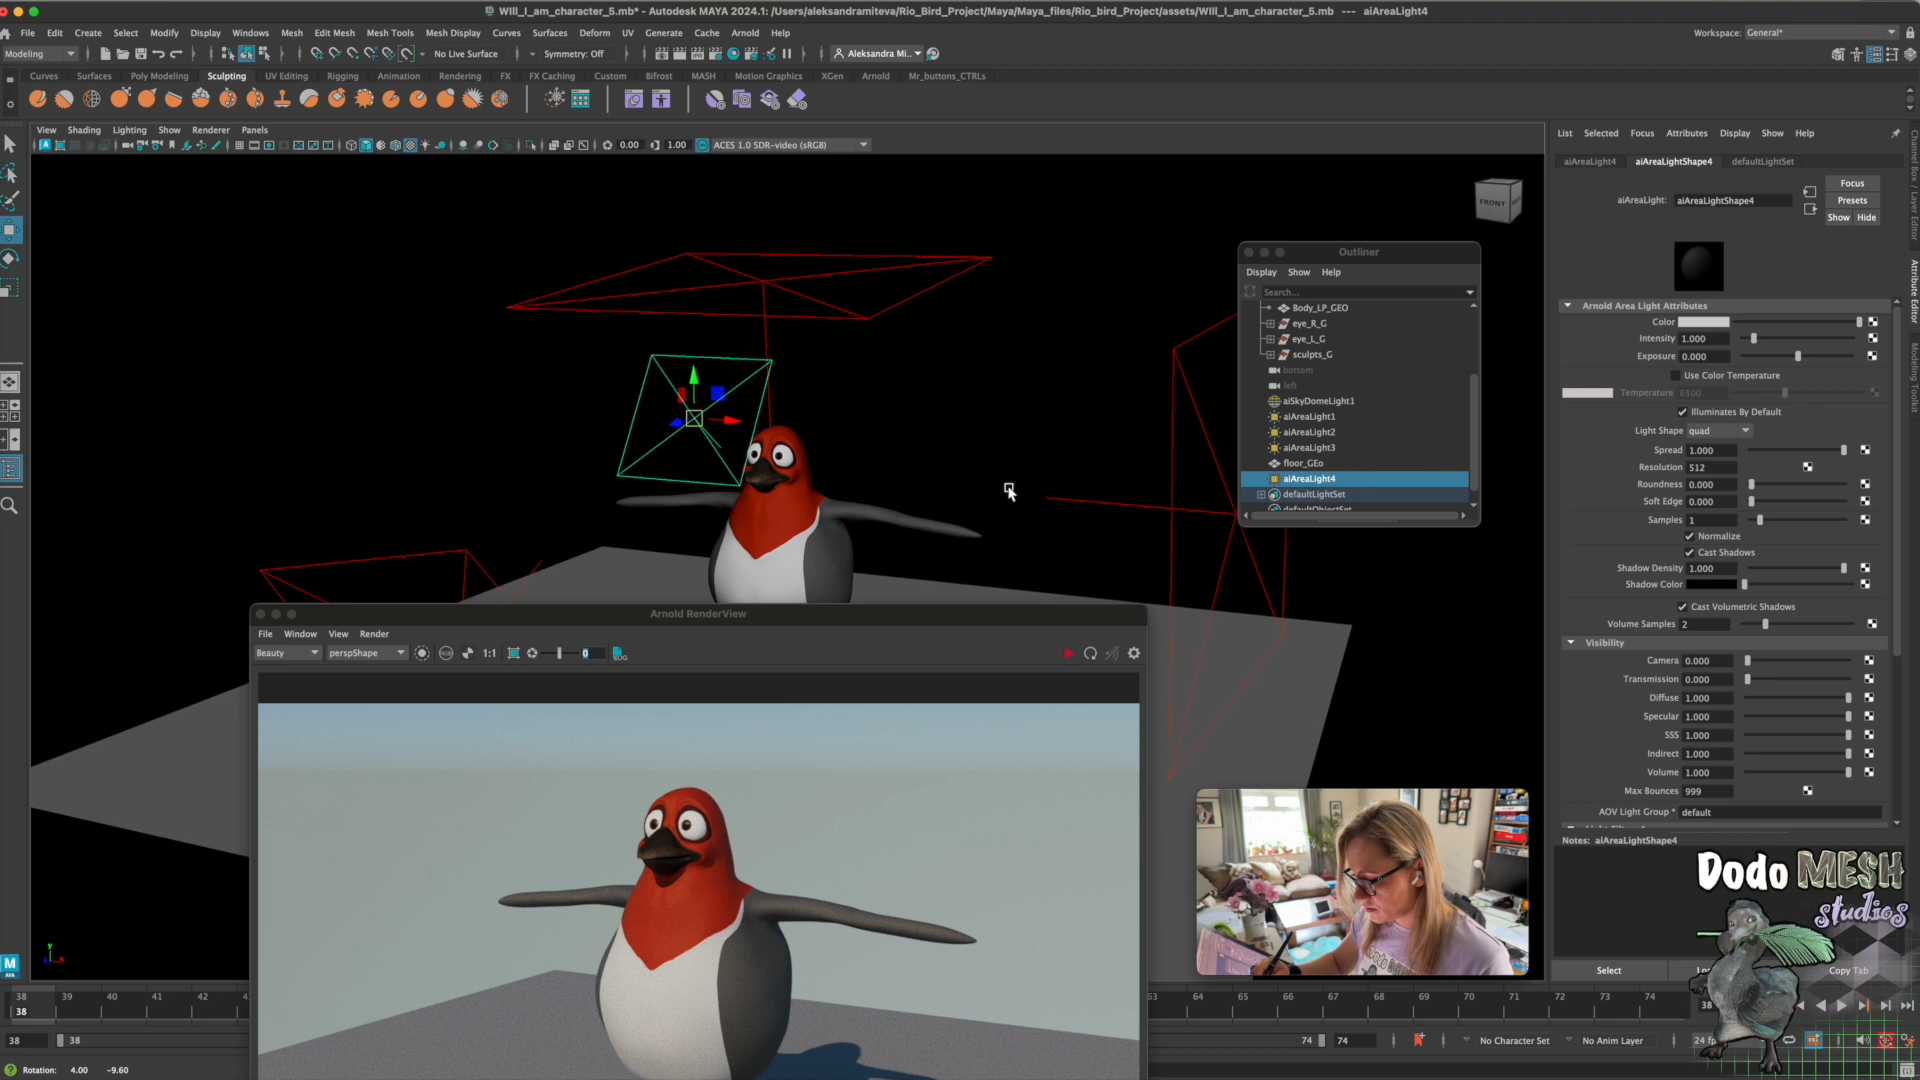 WIll_I_am_character_5.mb* - Autodesk MAYA 2024.1: /Users/aleksandramiteva/Rio_Bird_Project/Maya/Maya_files/Rio_bird_Project/assets/WIll_I_am_character_5.mb --- aiAreaLight4
File Edit Create Select Modify Display Windows Mesh Edit Mesh Mesh Tools Mesh Display Curves Surfaces Deform UV Generate Cache Arnold Help
Workspace: General*
Modeling
No Live Surface
Symmetry: Off
Aleksandra Mi..
Curves Surfaces Poly Modeling Sculpting UV Editing Rigging Animation Rendering FX FX Caching Custom Bifrost MASH Motion Graphics XGen Arnold Mr_buttons_CTRLs
View Shading Lighting Show Renderer Panels
0.00 1.00 ACES 1.0 SDR-video (sRGB)
FRONT
Outliner
Display Show Help
Search...
Body_LP_GEO
eye_R_G
eye_L_G
sculpts_G
bottom
left
aiSkyDomeLight1
aiAreaLight1
aiAreaLight2
aiAreaLight3
floor_GEo
aiAreaLight4
defaultLightSet
defaultObjectSet
List Selected Focus Attributes Display Show Help
aiAreaLight4 aiAreaLightShape4 defaultLightSet
aiAreaLight: aiAreaLightShape4
Focus
Presets
Show Hide
Arnold Area Light Attributes
Color
Intensity 1.000
Exposure 0.000
Use Color Temperature
Temperature 6500
Illuminates By Default
Light Shape quad
Spread 1.000
Resolution 512
Roundness 0.000
Soft Edge 0.000
Samples 1
Normalize
Cast Shadows
Shadow Density 1.000
Shadow Color
Cast Volumetric Shadows
Volume Samples 2
Visibility
Camera 0.000
Transmission 0.000
Diffuse 1.000
Specular 1.000
SSS 1.000
Indirect 1.000
Volume 1.000
Max Bounces 999
AOV Light Group * default
Notes: aiAreaLightShape4
Select
Copy Tab
Channel Box / Layer Editor
Attribute Editor
Modeling Toolkit
Arnold RenderView
File Window View Render
Beauty perspShape 1:1 0
Dodo MESH
studios
38 39 40 41 42
38
63 64 65 66 67 68 69 70 71 72 73 74
38
38 38
74 74
No Character Set
No Anim Layer
24 fp
Rotation: 4.00 -9.60
M